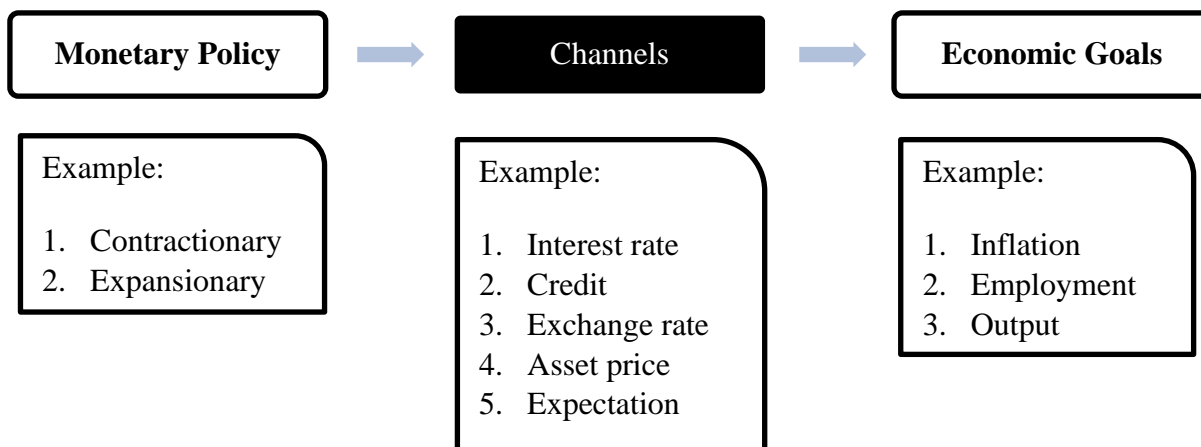 Monetary Policy
Channels
Economic Goals
Example:
1. Contractionary
2. Expansionary
Example:
1. Interest rate
2. Credit
3. Exchange rate
4. Asset price
5. Expectation
Example:
1. Inflation
2. Employment
3. Output